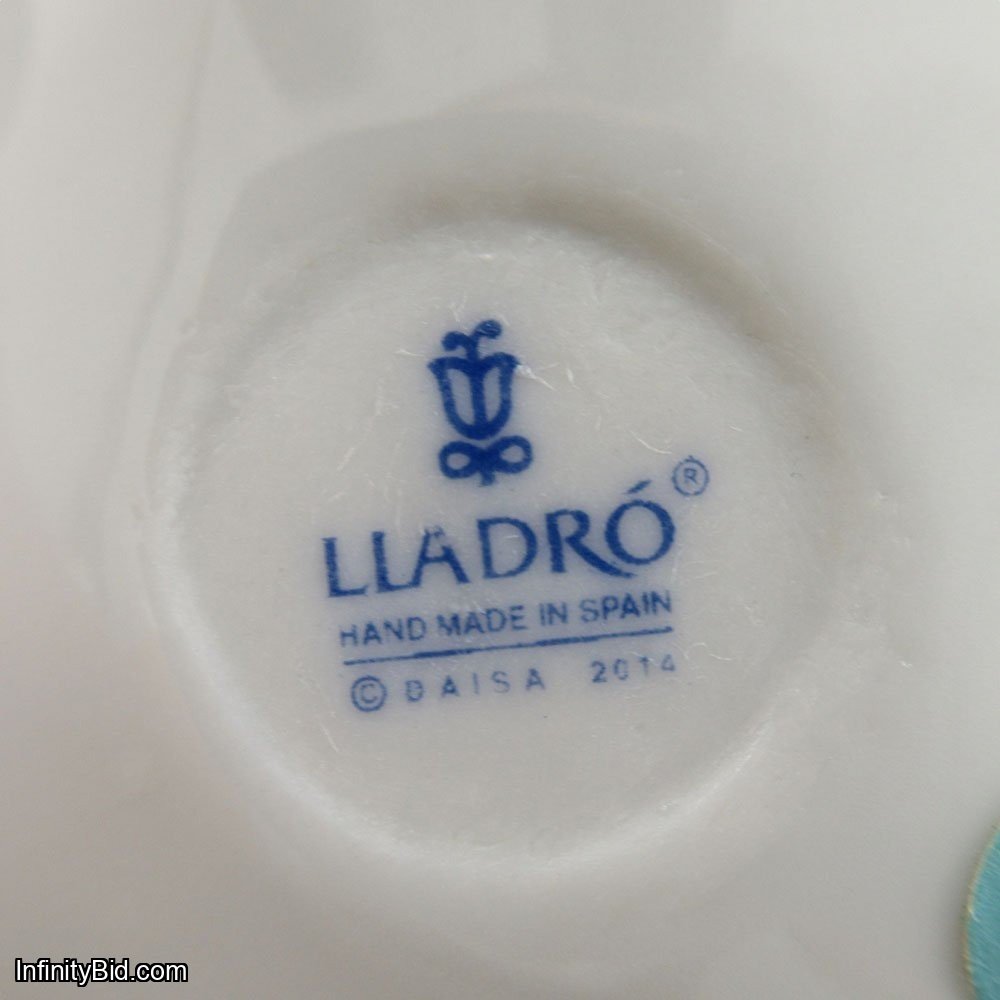 LLADRÓ®
HAND MADE IN SPAIN
© DAISA 2014
InfinityBid.com